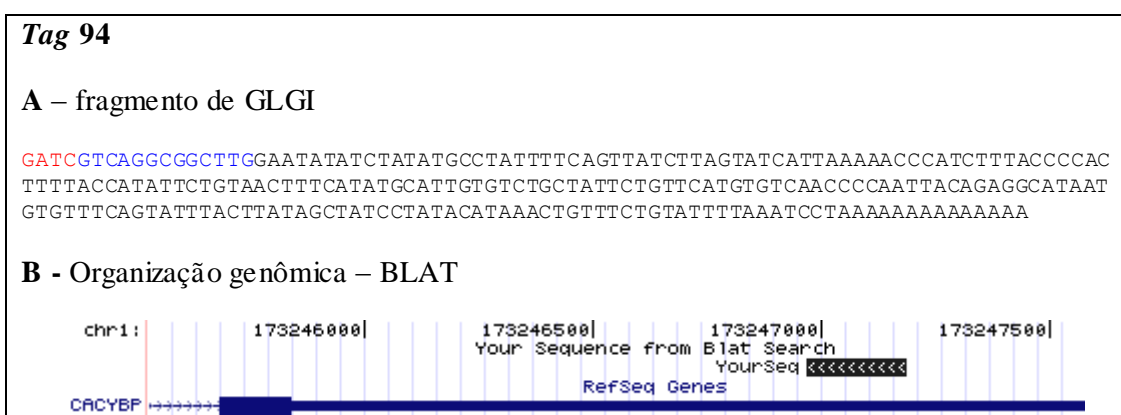 Tag 94
A – fragmento de GLGI
GATCGTCAGGCGGCTTGGAATATATCTATATGCCTATTTTCAGTTATCTTAGTATCATTAAAAACCCATCTTTACCCCAC
TTTTACCATATTCTGTAACTTTCATATGCATTGTGTCTGCTATTCTGTTCATGTGTCAACCCCAATTACAGAGGCATAAT
GTGTTTCAGTATTTACTTATAGCTATCCTATACATAAACTGTTTCTGTATTTTAAATCCTAAAAAAAAAAAAAAA
B - Organização genômica – BLAT
chr1: 173246000| 173246500| 173247000| 173247500|
Your Sequence from Blat Search
YourSeq
RefSeq Genes
CACYBP